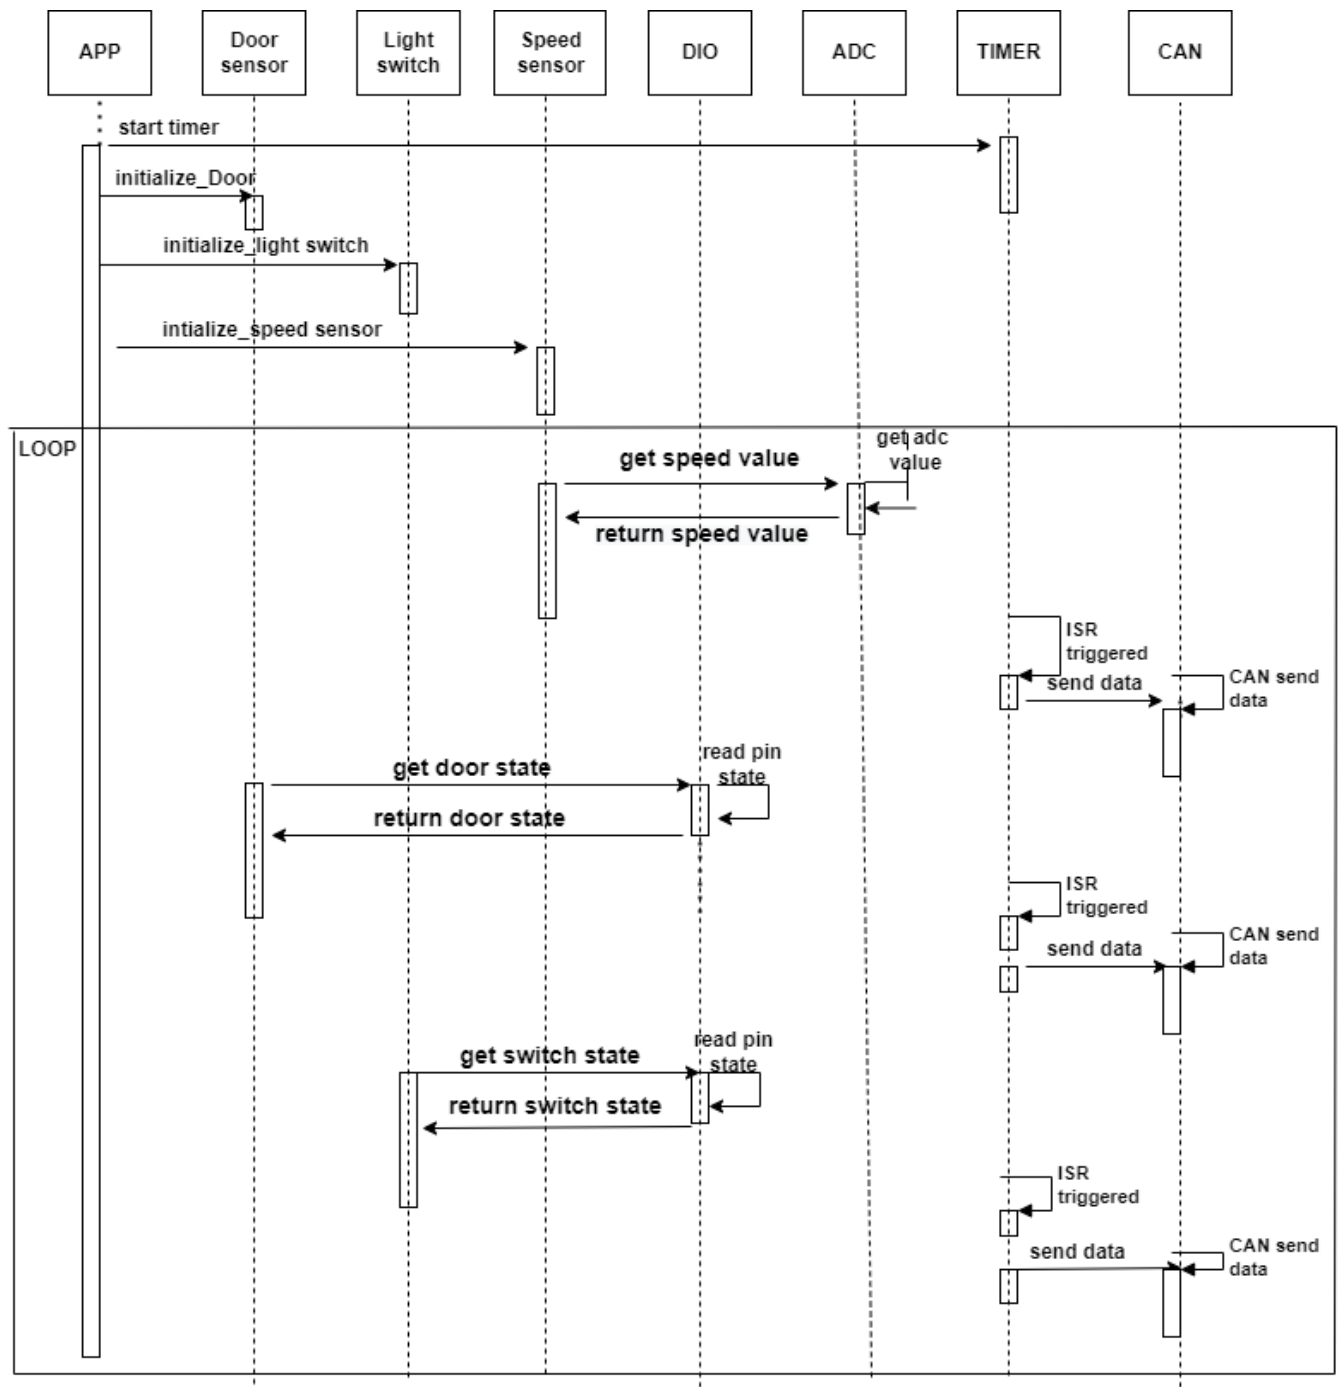 APP
Door
sensor
Light
switch
Speed
sensor
DIO
ADC
TIMER
CAN
start timer
initialize_Door
initialize_light switch
intialize_speed sensor
LOOP
get adc
value
get speed value
return speed value
ISR
triggered
send data
CAN send
data
read pin
state
get door state
return door state
ISR
triggered
send data
CAN send
data
read pin
state
get switch state
return switch state
ISR
triggered
send data
CAN send
data